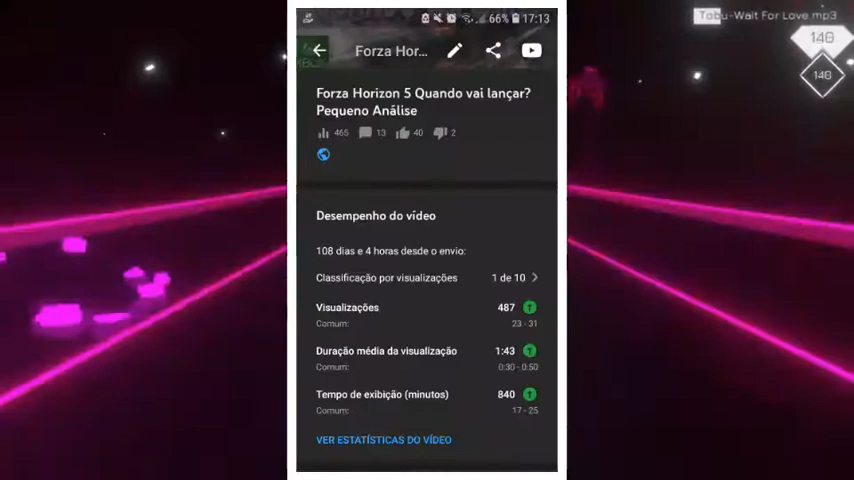 66% 17:13
Forza Hor...
Forza Horizon 5 Quando vai lançar?
Pequeno Análise
465 13 40 2
Desempenho do vídeo
108 dias e 4 horas desde o envio:
Classificação por visualizações 1 de 10
Visualizações 487
Comum: 23 - 31
Duração média da visualização 1:43
Comum: 0:30 - 0:50
Tempo de exibição (minutos) 840
Comum: 17 - 25
VER ESTATÍSTICAS DO VÍDEO
Tobu-Wait For Love.mp3
148
148